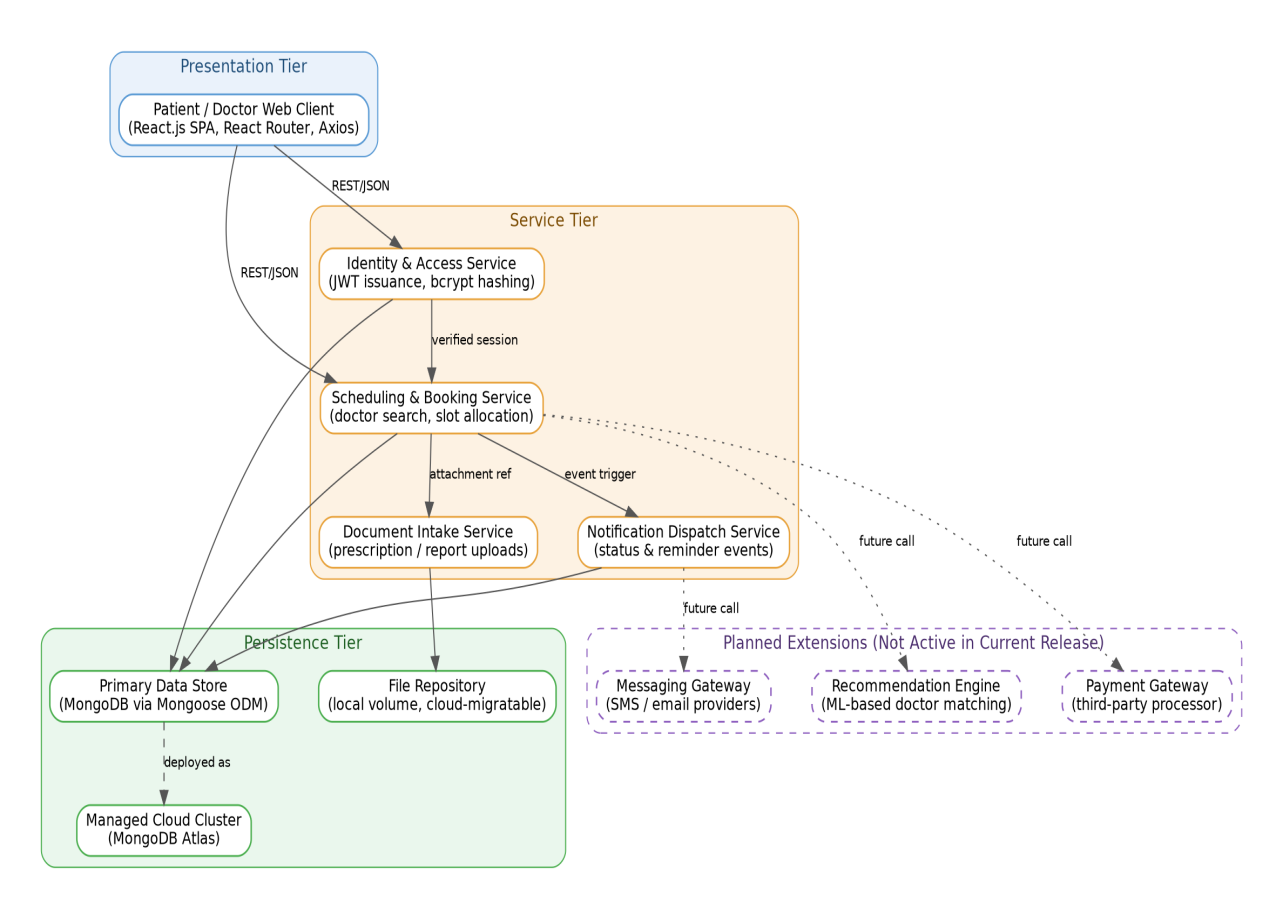 Presentation Tier
Patient / Doctor Web Client
(React.js SPA, React Router, Axios)
REST/JSON
Service Tier
Identity & Access Service
(JWT issuance, bcrypt hashing)
REST/JSON
verified session
Scheduling & Booking Service
(doctor search, slot allocation)
attachment ref
event trigger
Document Intake Service
(prescription / report uploads)
Notification Dispatch Service
(status & reminder events)
future call
future call
future call
Persistence Tier
Planned Extensions (Not Active in Current Release)
Primary Data Store
(MongoDB via Mongoose ODM)
File Repository
(local volume, cloud-migratable)
Messaging Gateway
(SMS / email providers)
Recommendation Engine
(ML-based doctor matching)
Payment Gateway
(third-party processor)
deployed as
Managed Cloud Cluster
(MongoDB Atlas)